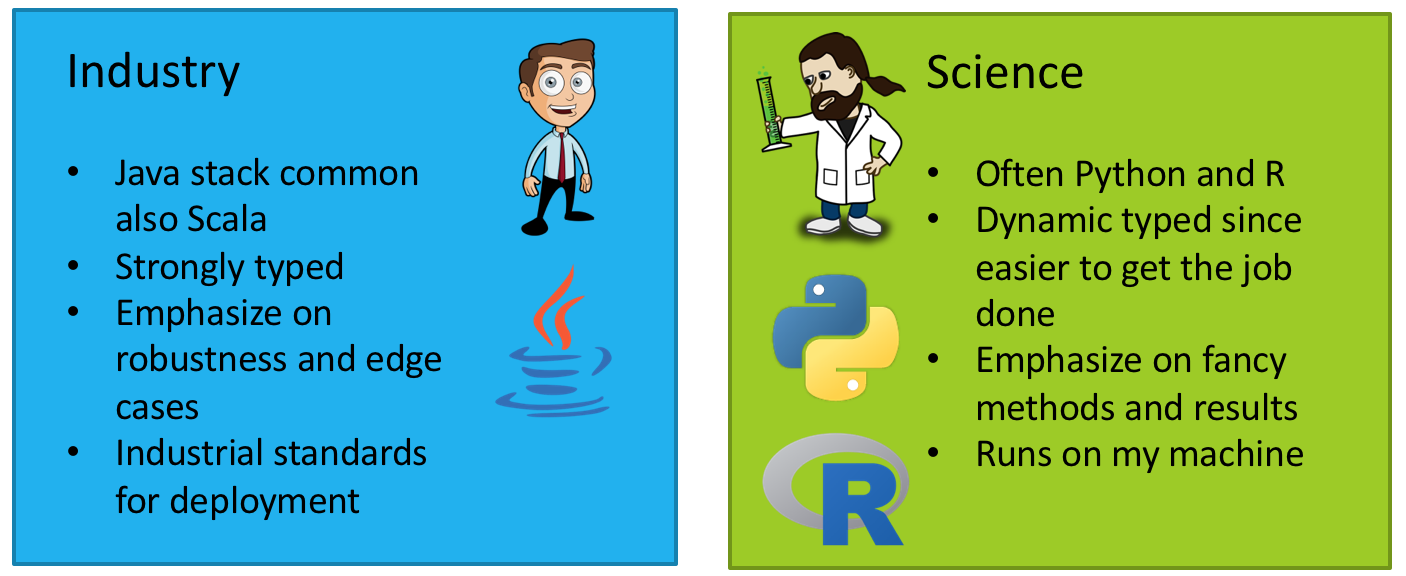 Industry
• Java stack common
also Scala
• Strongly typed
• Emphasize on
robustness and edge
cases
• Industrial standards
for deployment
Science
• Often Python and R
• Dynamic typed since
easier to get the job
done
• Emphasize on fancy
methods and results
• Runs on my machine
R